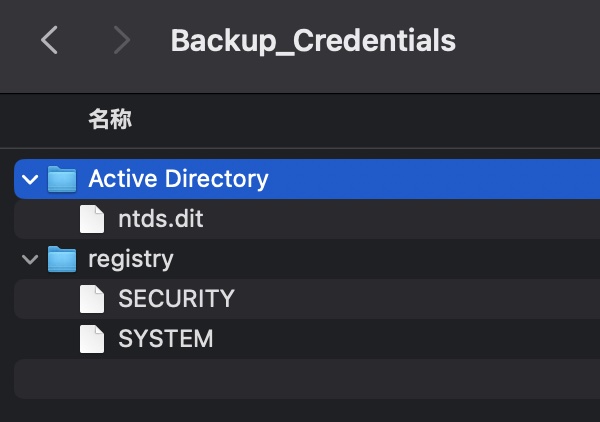 Backup_Credentials
名称
Active Directory
ntds.dit
registry
SECURITY
SYSTEM